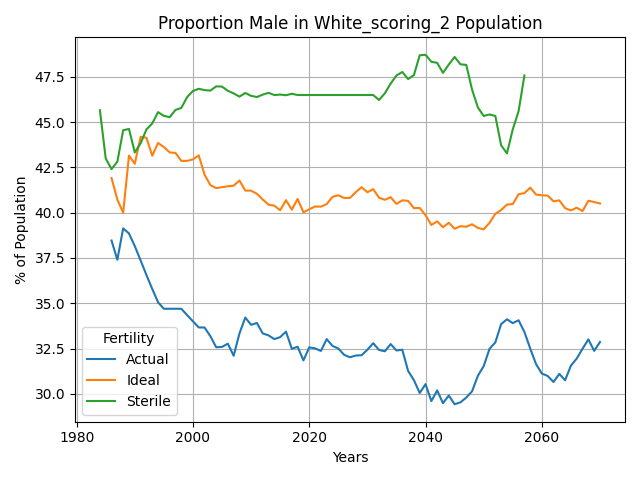 Proportion Male in White_scoring_2 Population
% of Population
47.5
45.0
42.5
40.0
37.5
35.0
32.5
30.0
Fertility
Actual
Ideal
Sterile
1980
2000
2020
2040
2060
Years